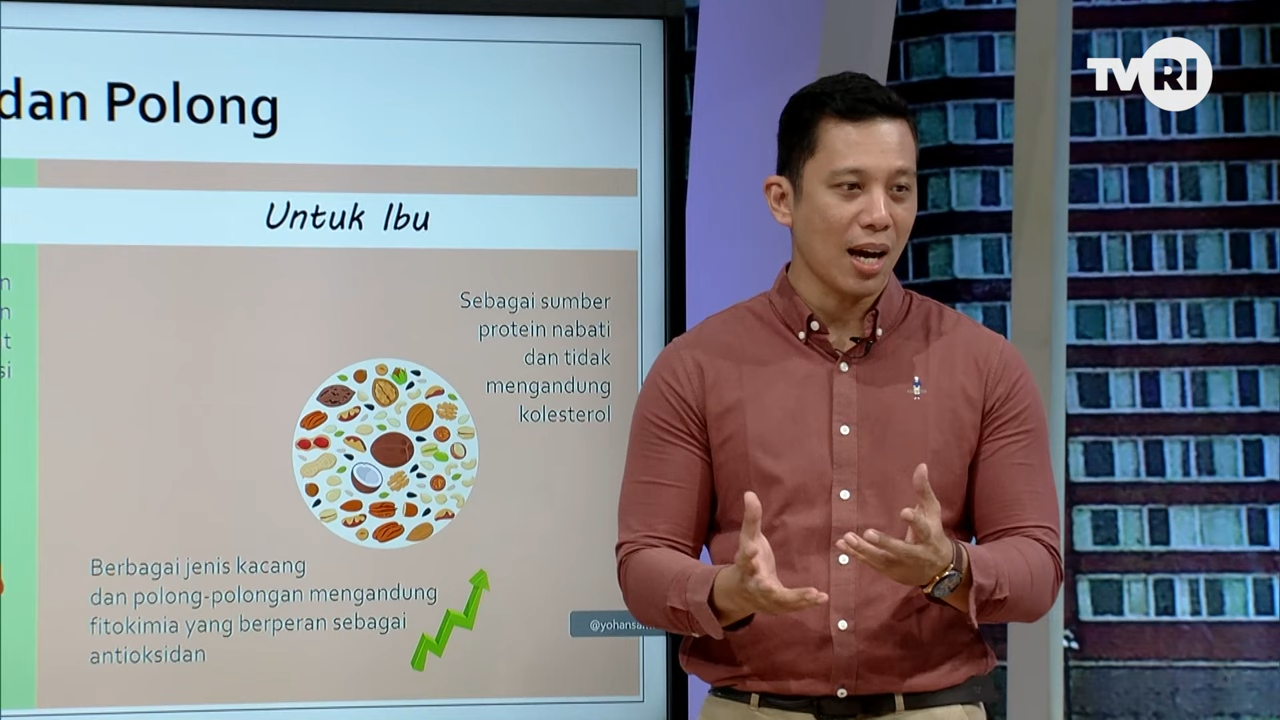 TVRI
dan Polong
Untuk Ibu
n
n
t
si
Sebagai sumber
protein nabati
dan tidak
mengandung
kolesterol
Berbagai jenis kacang
dan polong-polongan mengandung
fitokimia yang berperan sebagai
antioksidan